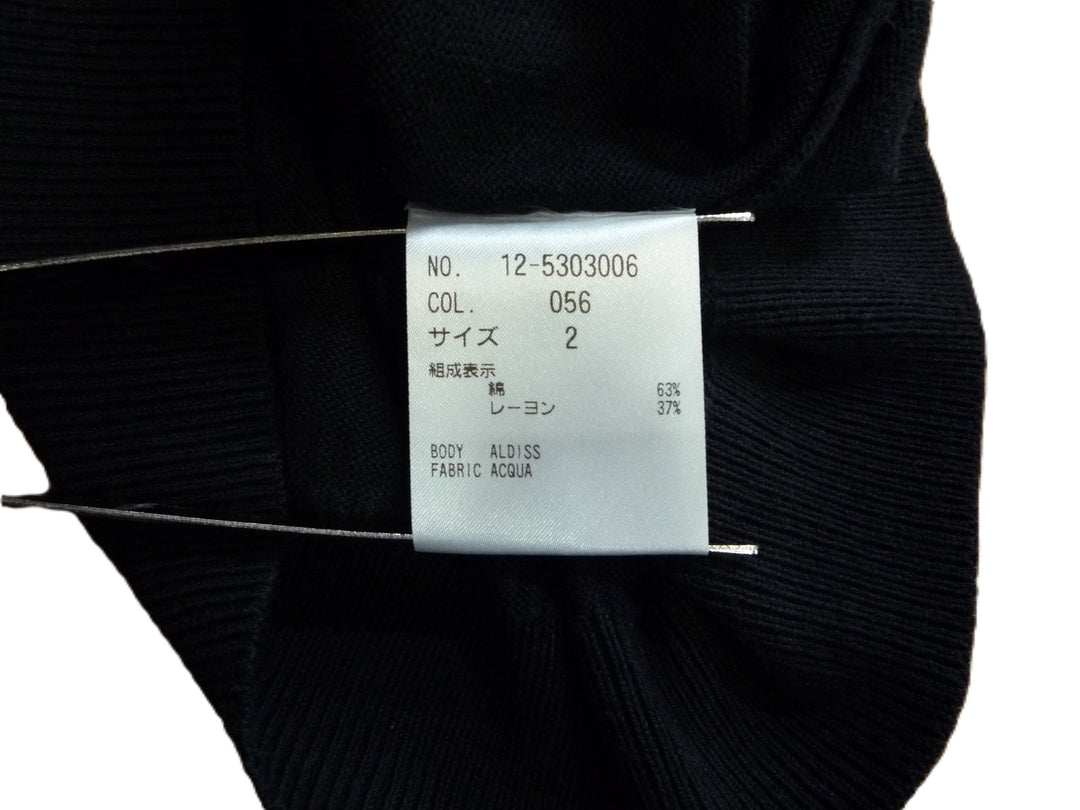 NO. 12-5303006
COL. 056
サイズ 2
組成表示
綿 63%
レーヨン 37%
BODY ALDISS
FABRIC ACQUA